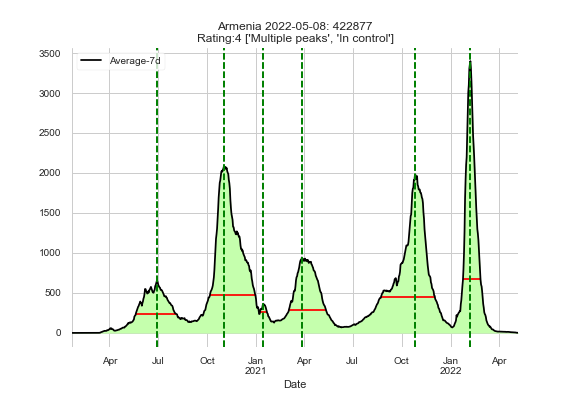 Armenia 2022-05-08: 422877
Rating:4 ['Multiple peaks', 'In control']
3500
Average-7d
3000
2500
2000
1500
1000
500
0
Apr Jul Oct Jan Apr Jul Oct Jan Apr
2021 2022
Date